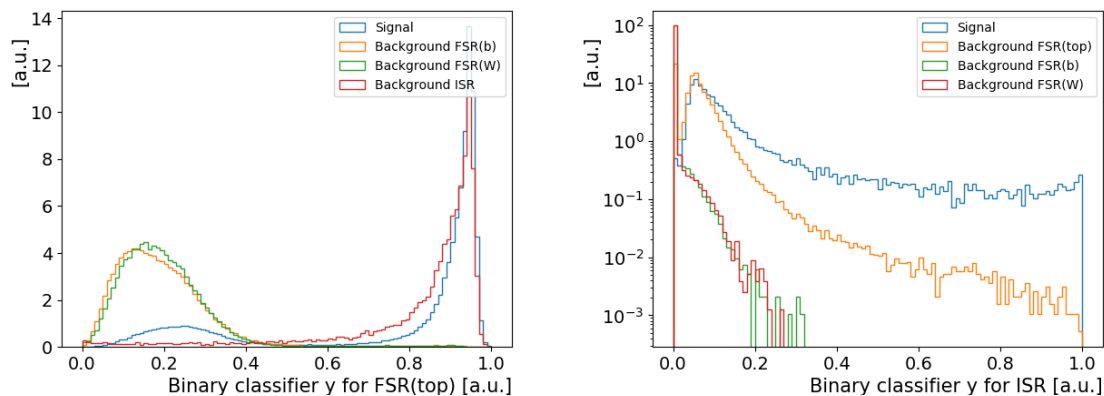 [a.u.]
14
12
10
8
6
4
2
0
0.0 0.2 0.4 0.6 0.8 1.0
Binary classifier y for FSR(top) [a.u.]
Signal
Background FSR(b)
Background FSR(W)
Background ISR
[a.u.]
10²
10¹
10⁰
10⁻¹
10⁻²
10⁻³
0.0 0.2 0.4 0.6 0.8 1.0
Binary classifier y for ISR [a.u.]
Signal
Background FSR(top)
Background FSR(b)
Background FSR(W)